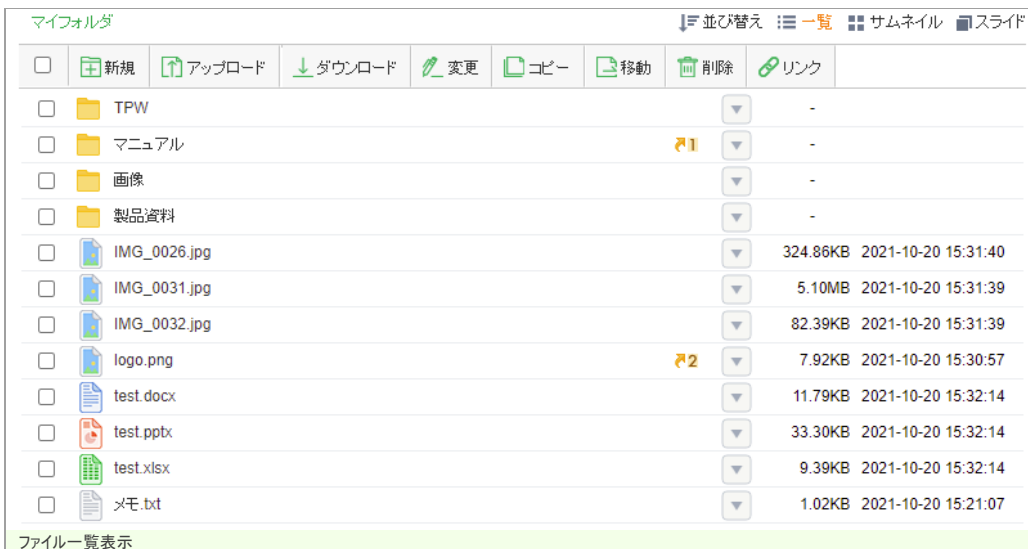 マイフォルダ 並び替え 一覧 サムネイル スライド
新規 アップロード ダウンロード 変更 コピー 移動 削除 リンク
TPW -
マニュアル 1 -
画像 -
製品資料 -
IMG_0026.jpg 324.86KB 2021-10-20 15:31:40
IMG_0031.jpg 5.10MB 2021-10-20 15:31:39
IMG_0032.jpg 82.39KB 2021-10-20 15:31:39
logo.png 2 7.92KB 2021-10-20 15:30:57
test.docx 11.79KB 2021-10-20 15:32:14
test.pptx 33.30KB 2021-10-20 15:32:14
test.xlsx 9.39KB 2021-10-20 15:32:14
メモ.txt 1.02KB 2021-10-20 15:21:07
ファイル一覧表示